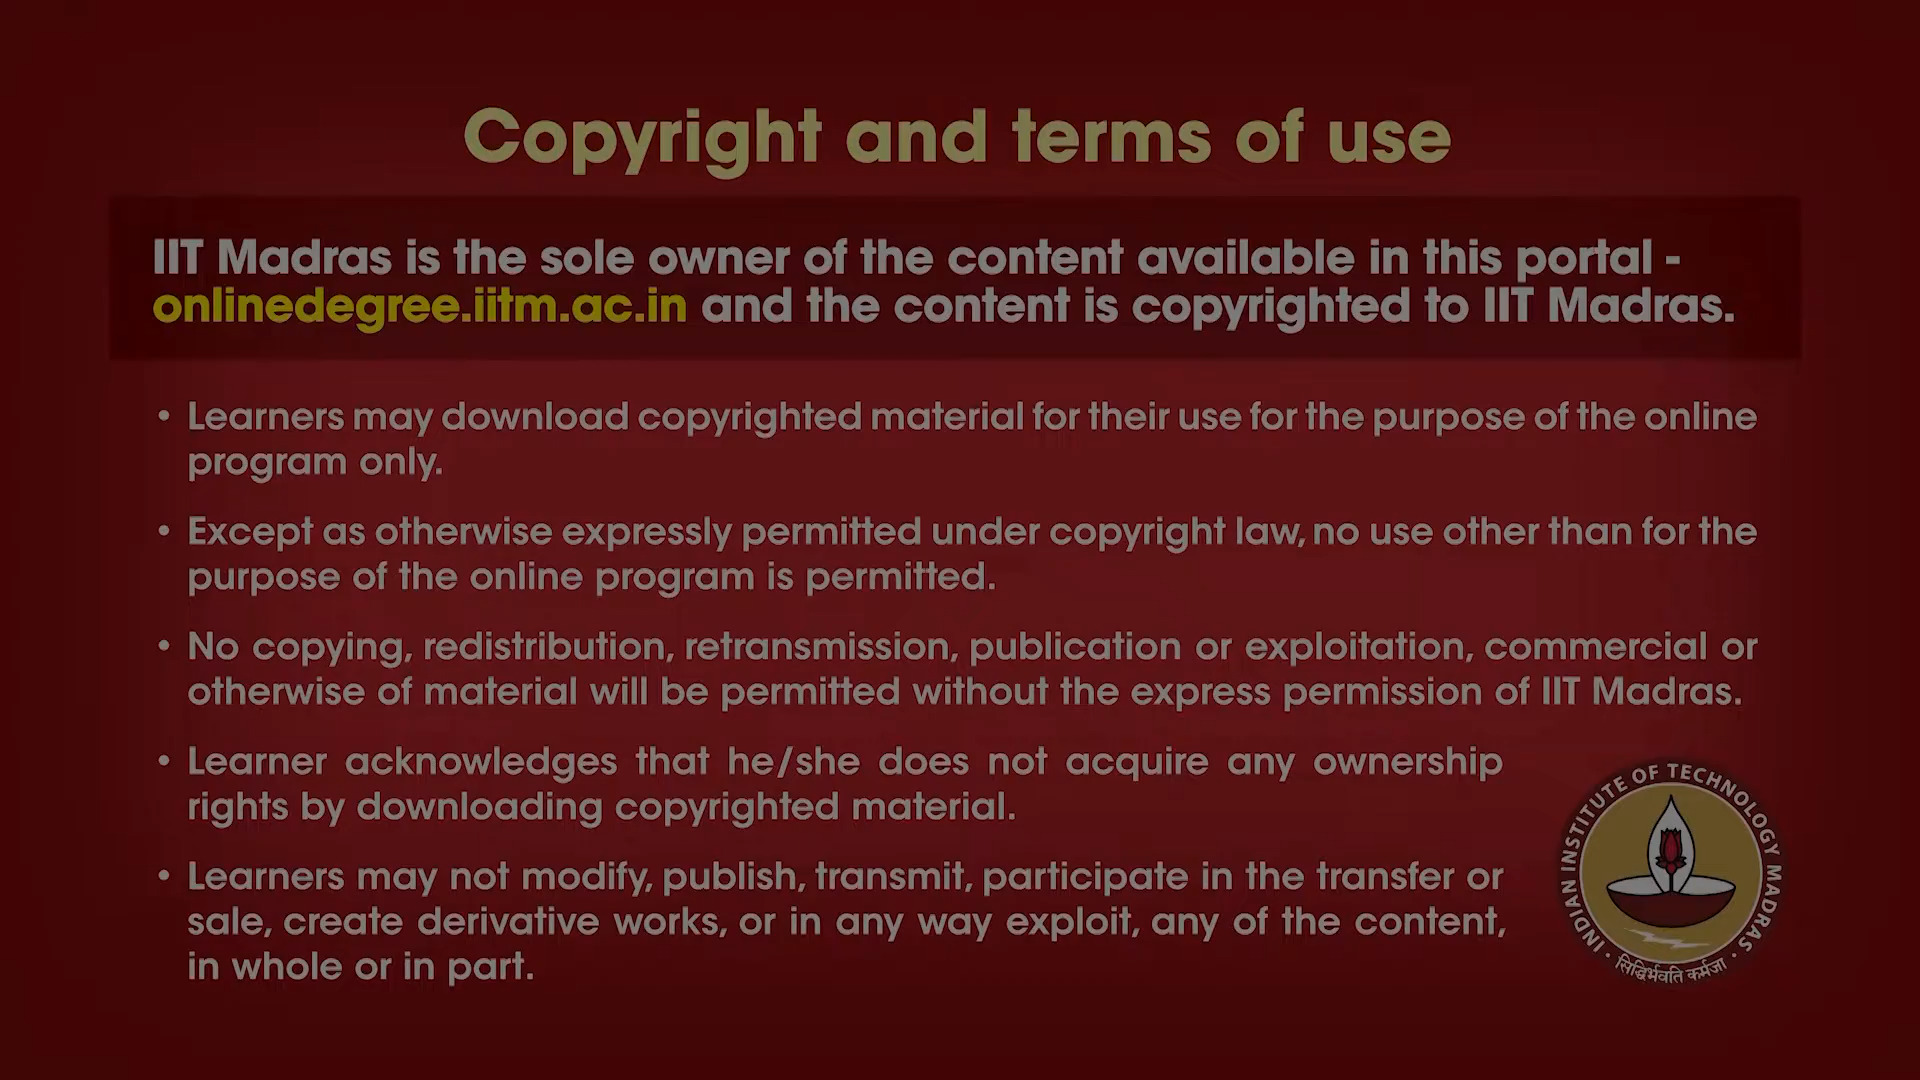 Copyright and terms of use
IIT Madras is the sole owner of the content available in this portal -
onlinedegree.iitm.ac.in and the content is copyrighted to IIT Madras.
• Learners may download copyrighted material for their use for the purpose of the online
program only.
• Except as otherwise expressly permitted under copyright law, no use other than for the
purpose of the online program is permitted.
• No copying, redistribution, retransmission, publication or exploitation, commercial or
otherwise of material will be permitted without the express permission of IIT Madras.
• Learner acknowledges that he/she does not acquire any ownership
rights by downloading copyrighted material.
• Learners may not modify, publish, transmit, participate in the transfer or
sale, create derivative works, or in any way exploit, any of the content,
in whole or in part.
INDIAN INSTITUTE OF TECHNOLOGY MADRAS
सिद्धिर्भवति कर्मजा